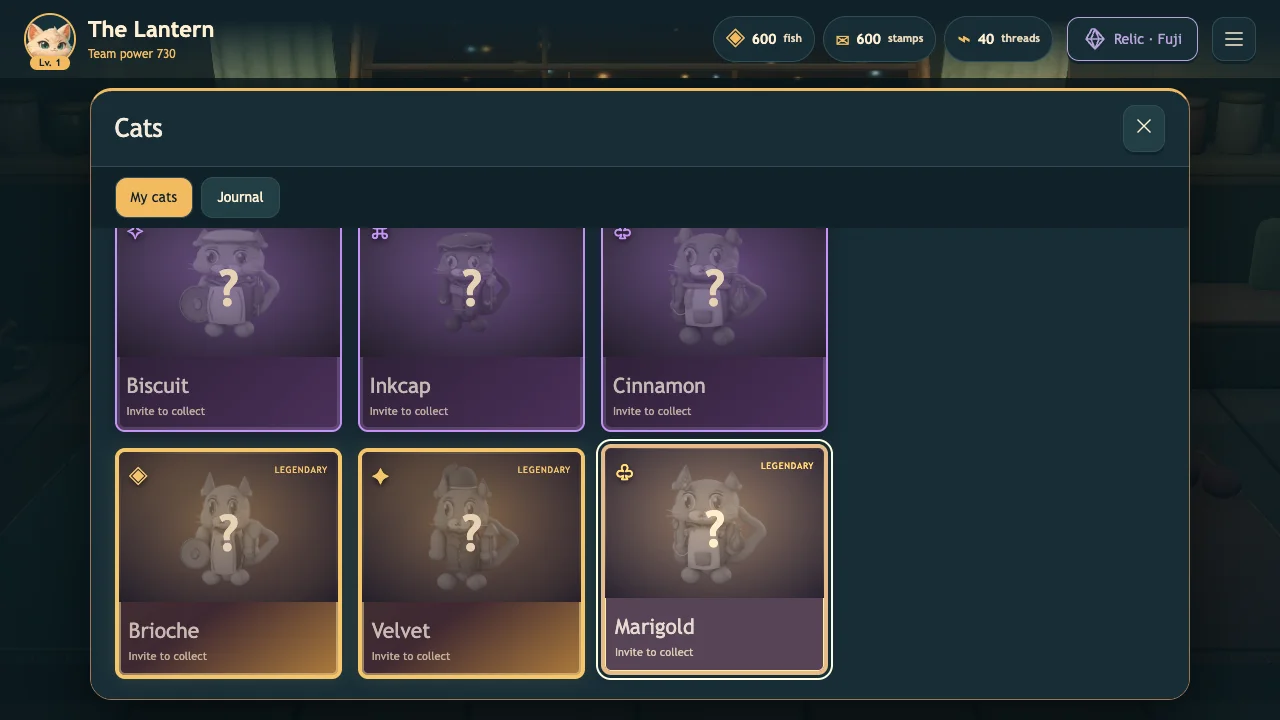 The Lantern
Team power 730
Lv. 1
600 fish
600 stamps
40 threads
Relic · Fuji
Cats
My cats
Journal
?
?
?
Biscuit
Invite to collect
Inkcap
Invite to collect
Cinnamon
Invite to collect
LEGENDARY
?
Brioche
Invite to collect
LEGENDARY
?
Velvet
Invite to collect
LEGENDARY
?
Marigold
Invite to collect